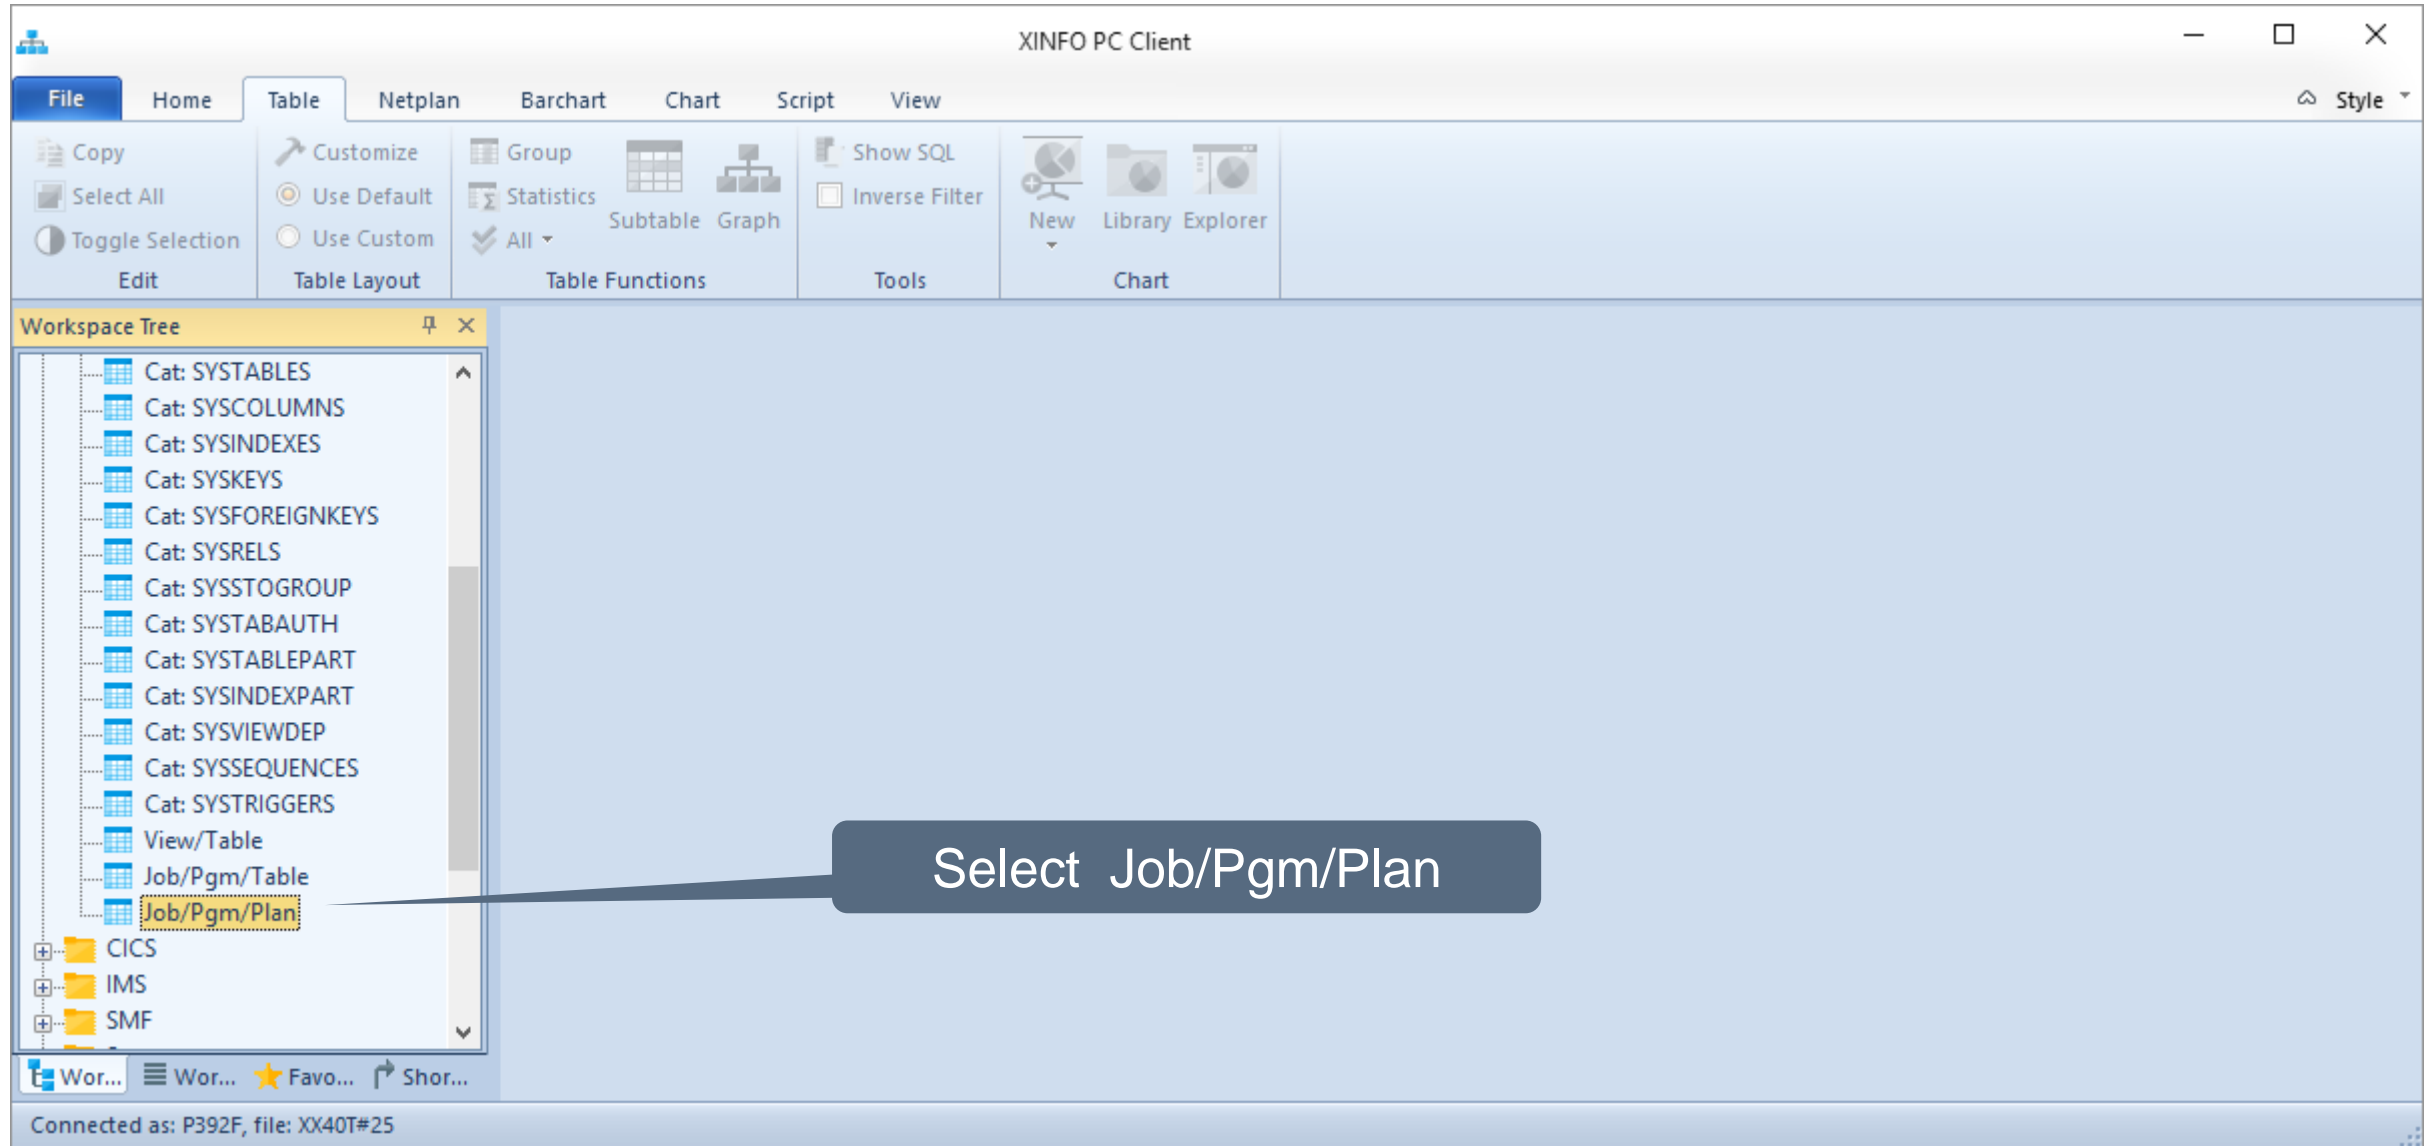 XINFO PC Client
File Home Table Netplan Barchart Chart Script View Style
Copy Customize Group Show SQL
Select All Use Default Statistics Inverse Filter
Subtable Graph New Library Explorer
Toggle Selection Use Custom All
Edit Table Layout Table Functions Tools Chart
Workspace Tree
Cat: SYSTABLES
Cat: SYSCOLUMNS
Cat: SYSINDEXES
Cat: SYSKEYS
Cat: SYSFOREIGNKEYS
Cat: SYSRELS
Cat: SYSSTOGROUP
Cat: SYSTABAUTH
Cat: SYSTABLEPART
Cat: SYSINDEXPART
Cat: SYSVIEWDEP
Cat: SYSSEQUENCES
Cat: SYSTRIGGERS
View/Table
Job/Pgm/Table
Job/Pgm/Plan
Select Job/Pgm/Plan
CICS
IMS
SMF
Wor... Wor... Favo... Shor...
Connected as: P392F, file: XX40T#25